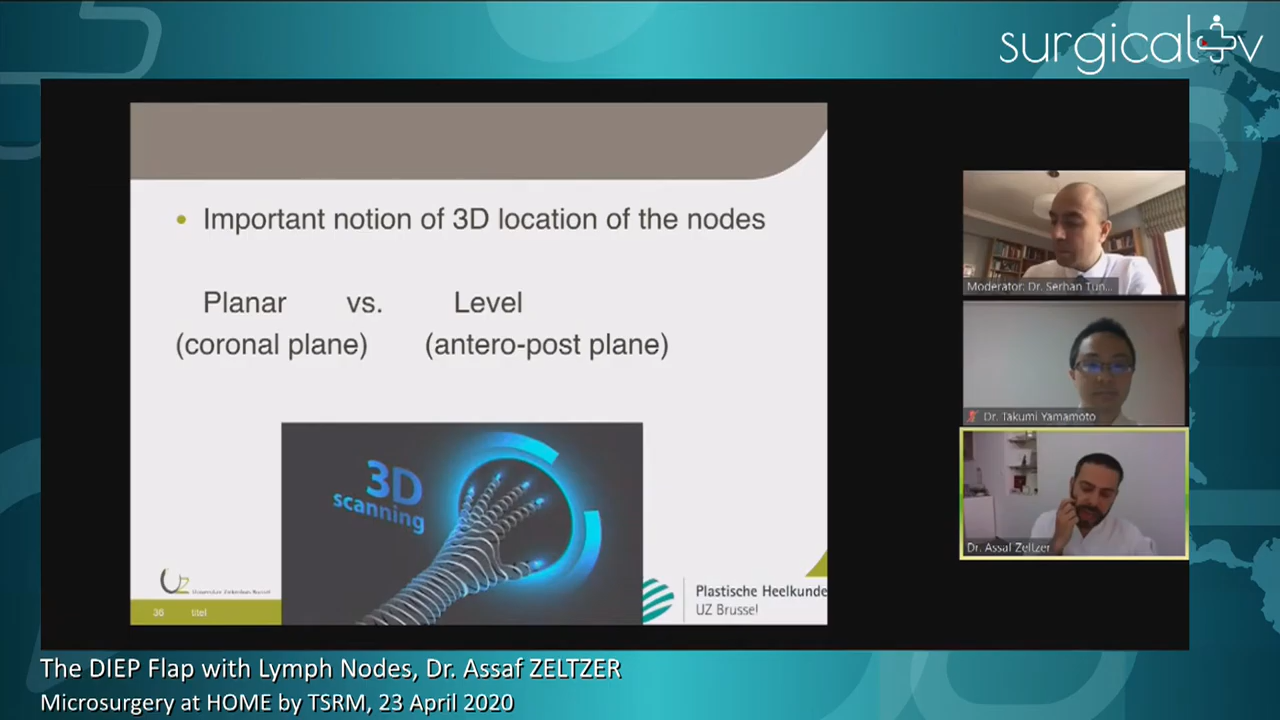 surgicaltv
Important notion of 3D location of the nodes
Planar vs. Level
(coronal plane) (antero-post plane)
3D
scanning
36 titel
Plastische Heelkunde
UZ Brussel
Moderator: Dr. Serhan Tun...
Dr. Takumi Yamamoto
Dr. Assaf Zeltzer
The DIEP Flap with Lymph Nodes, Dr. Assaf ZELTZER
Microsurgery at HOME by TSRM, 23 April 2020